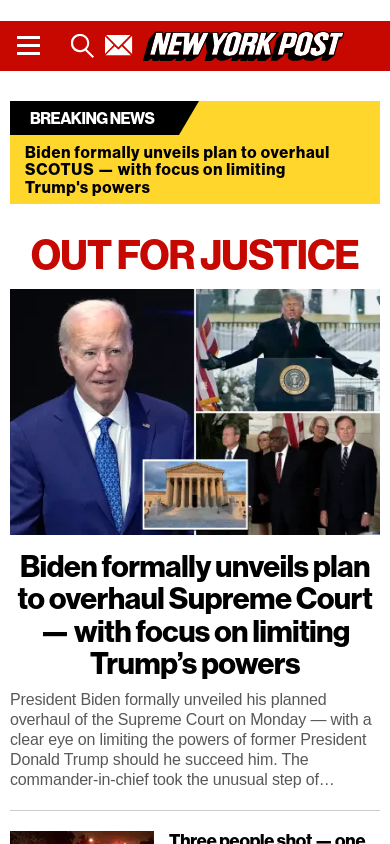 NEW YORK POST
BREAKING NEWS
Biden formally unveils plan to overhaul
SCOTUS — with focus on limiting
Trump's powers
OUT FOR JUSTICE
Biden formally unveils plan
to overhaul Supreme Court
— with focus on limiting
Trump’s powers
President Biden formally unveiled his planned
overhaul of the Supreme Court on Monday — with a
clear eye on limiting the powers of former President
Donald Trump should he succeed him. The
commander-in-chief took the unusual step of…
Three people shot — one